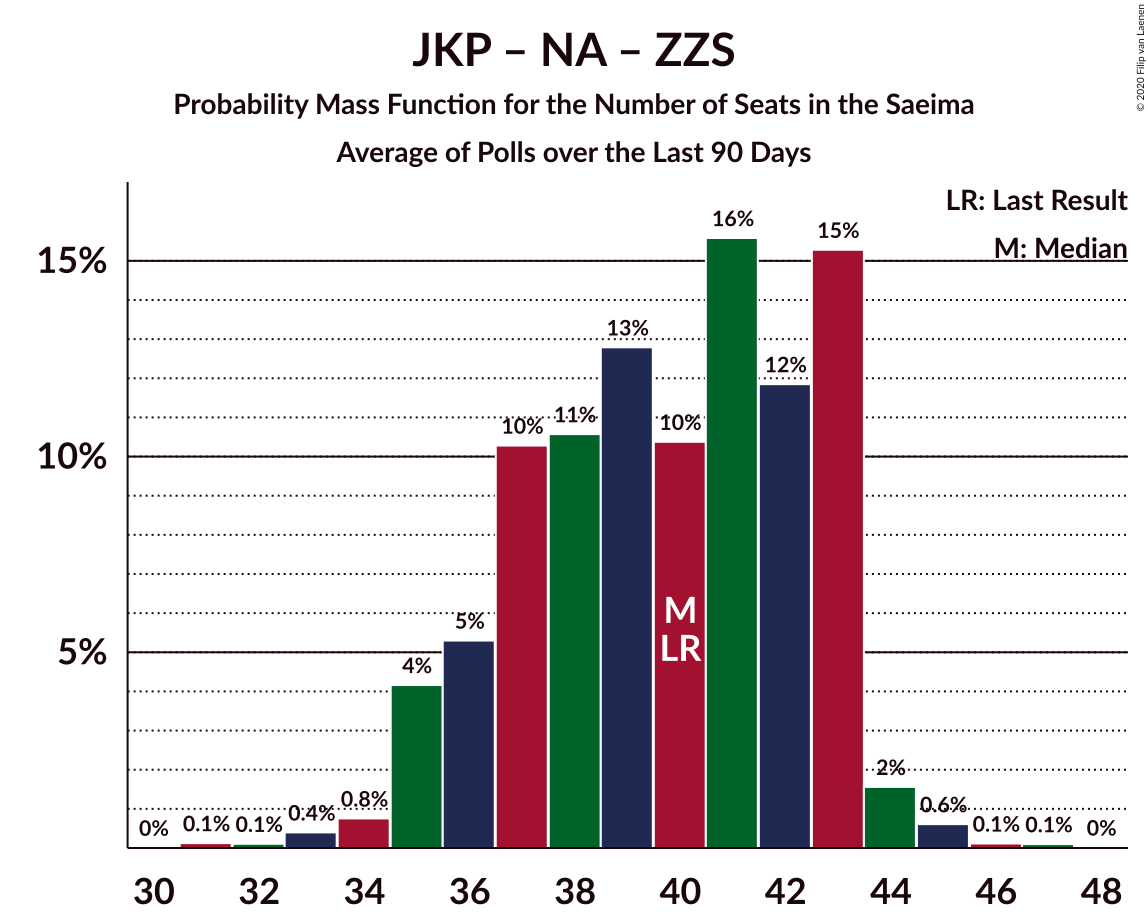 JKP – NA – ZZS
Probability Mass Function for the Number of Seats in the Saeima
Average of Polls over the Last 90 Days
© 2020 Filip van Laenen
LR: Last Result
M: Median
15%
10%
5%
0%
0.1%
0.1%
0.4%
0.8%
4%
5%
10%
11%
13%
10%
16%
12%
15%
2%
0.6%
0.1%
0.1%
0%
M
LR
30 32 34 36 38 40 42 44 46 48